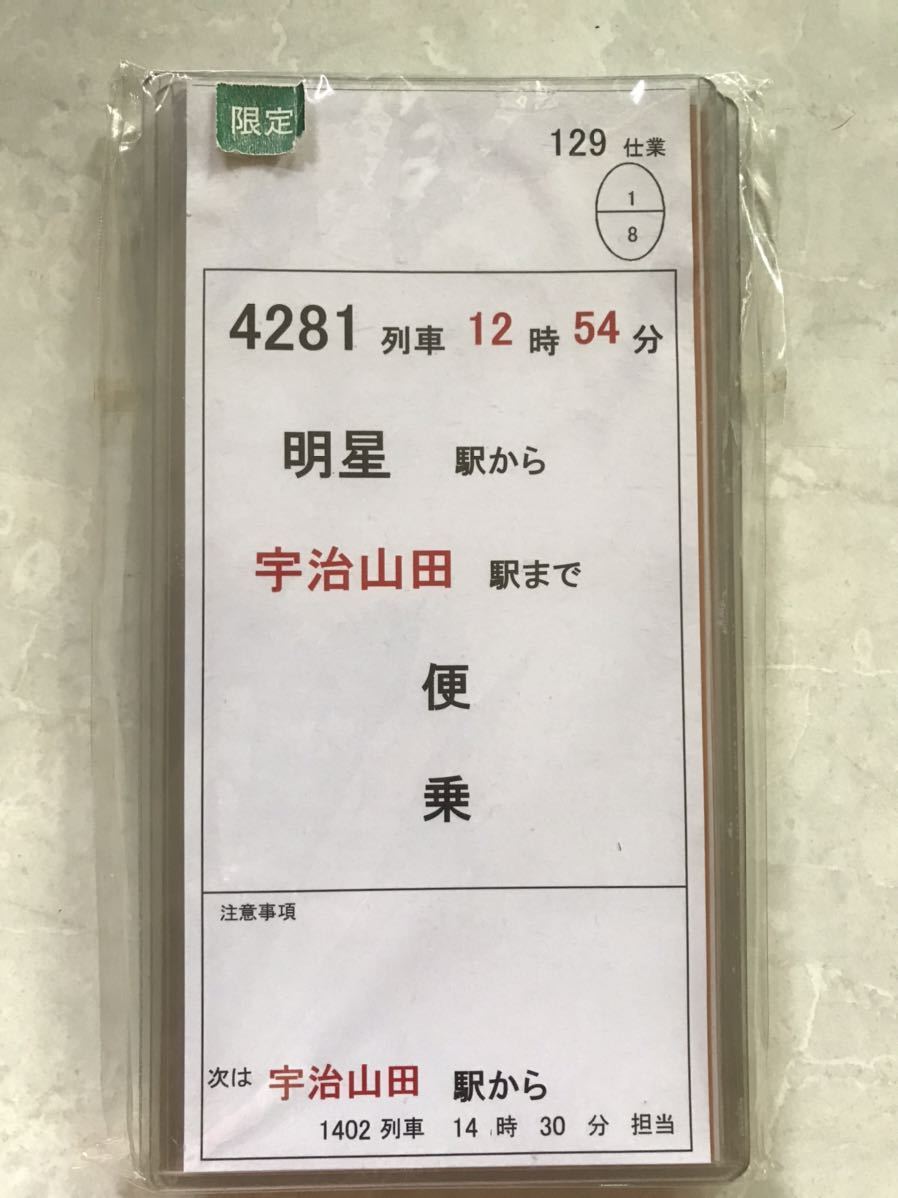 限定
129 仕業
1
8
4281 列車 12 時 54 分
明星 駅から
宇治山田 駅まで
便
乗
注意事項
次は 宇治山田 駅から
1402 列車 14 時 30 分 担当